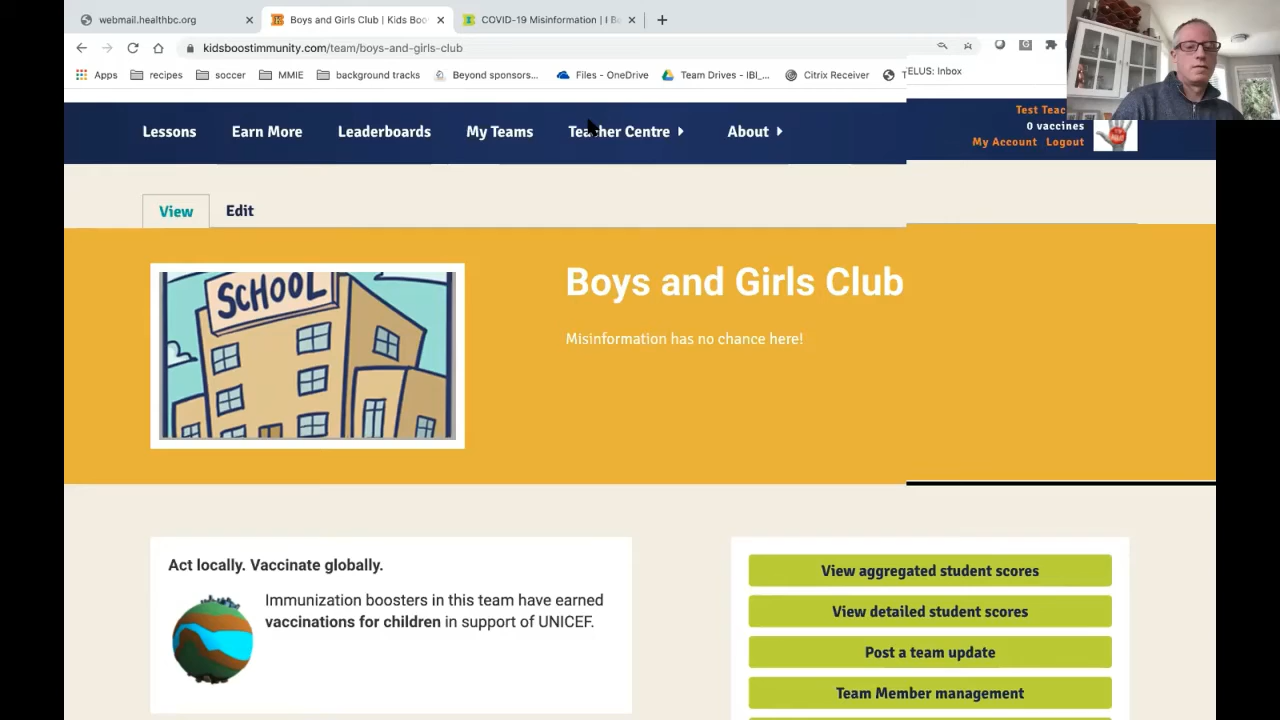 webmail.healthbc.org
Boys and Girls Club | Kids Boo
COVID-19 Misinformation | I B
kidsboostimmunity.com/team/boys-and-girls-club
Apps recipes soccer MMIE background tracks Beyond sponsors... Files - OneDrive Team Drives - IBI_... Citrix Receiver T ELUS: Inbox
Lessons Earn More Leaderboards My Teams Teacher Centre About
Test Teac
0 vaccines
My Account Logout
View Edit
SCHOOL
Boys and Girls Club
Misinformation has no chance here!
Act locally. Vaccinate globally.
Immunization boosters in this team have earned
vaccinations for children in support of UNICEF.
View aggregated student scores
View detailed student scores
Post a team update
Team Member management